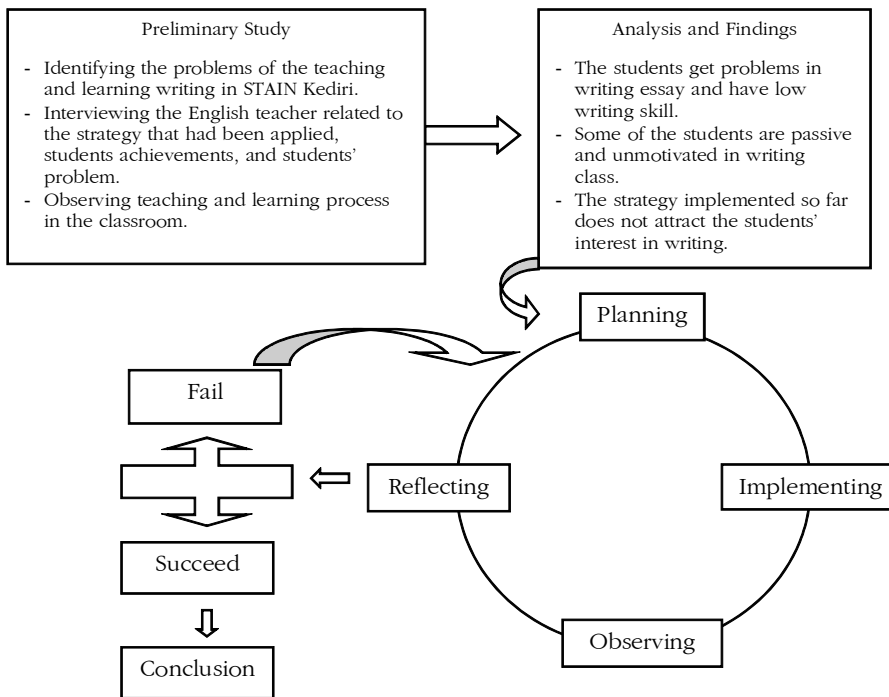 Preliminary Study
- Identifying the problems of the teaching
and learning writing in STAIN Kediri.
- Interviewing the English teacher related to
the strategy that had been applied,
students achievements, and students’
problem.
- Observing teaching and learning process
in the classroom.
Analysis and Findings
- The students get problems in
writing essay and have low
writing skill.
- Some of the students are passive
and unmotivated in writing
class.
- The strategy implemented so far
does not attract the students’
interest in writing.
Planning
Fail
Reflecting
Implementing
Succeed
Observing
Conclusion